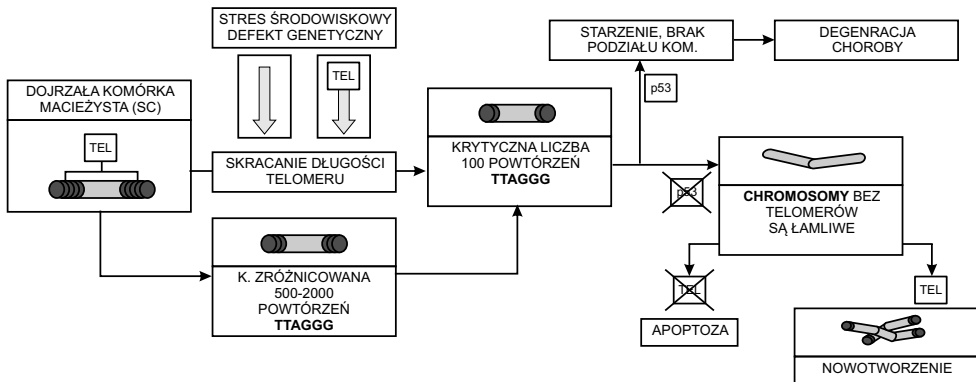 STRES ŚRODOWISKOWY
DEFEKT GENETYCZNY
STARZENIE, BRAK
PODZIAŁU KOM.
DEGENRACJA
CHOROBY
TEL
p53
DOJRZAŁA KOMÓRKA
MACIEŻYSTA (SC)
TEL
SKRACANIE DŁUGOŚCI
TELOMERU
KRYTYCZNA LICZBA
100 POWTÓRZEŃ
TTAGGG
p53
CHROMOSOMY BEZ
TELOMERÓW
SĄ ŁAMLIWE
K. ZRÓŻNICOWANA
500-2000
POWTÓRZEŃ
TTAGGG
TEL
TEL
APOPTOZA
NOWOTWORZENIE